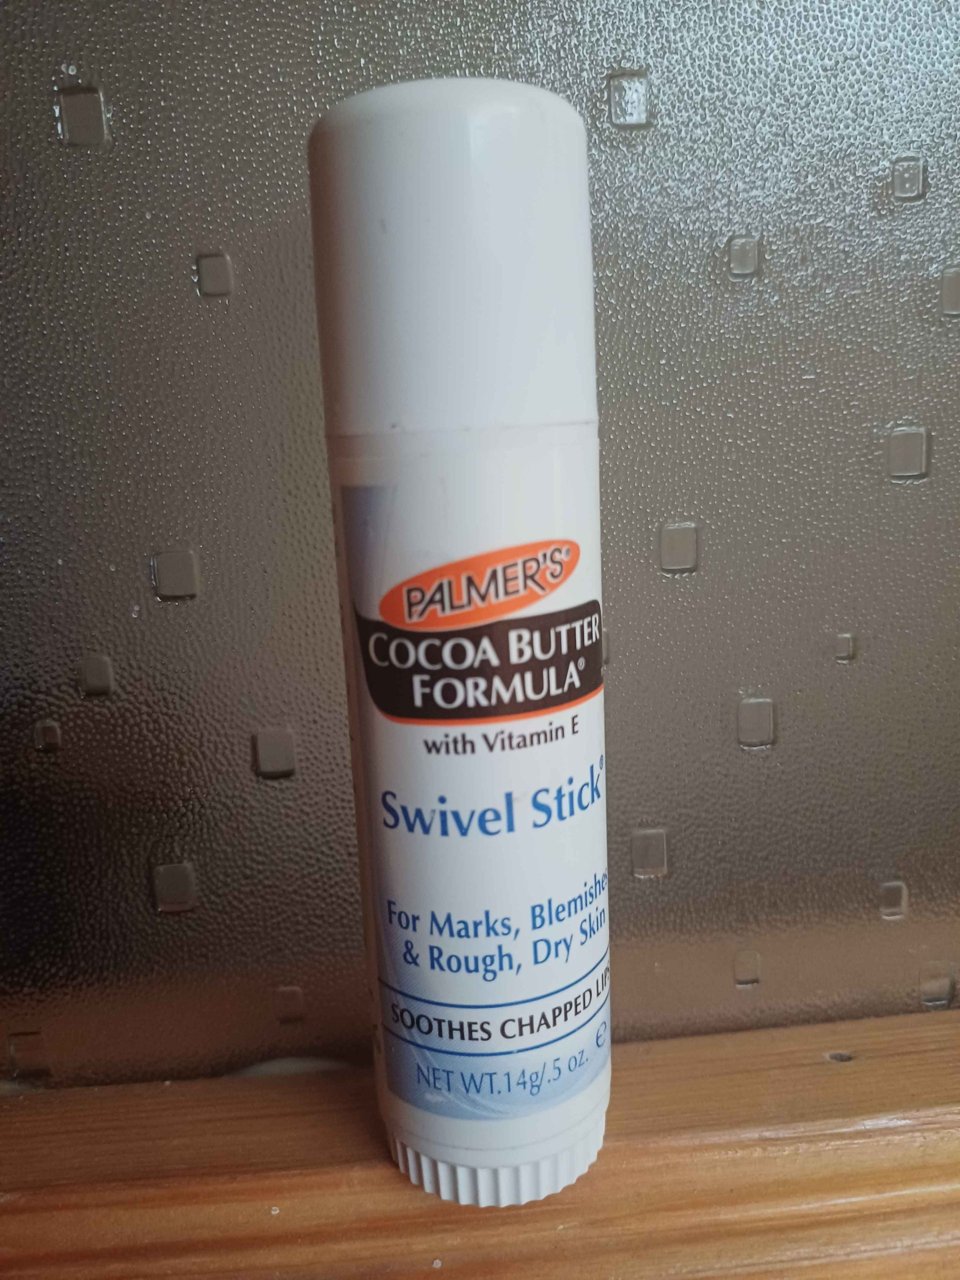 PALMER'S®
COCOA BUTTER
FORMULA®
with Vitamin E
Swivel Stick®
For Marks, Blemishes
& Rough, Dry Skin
SOOTHES CHAPPED LIPS
NET WT.14g/.5 oz. ℮